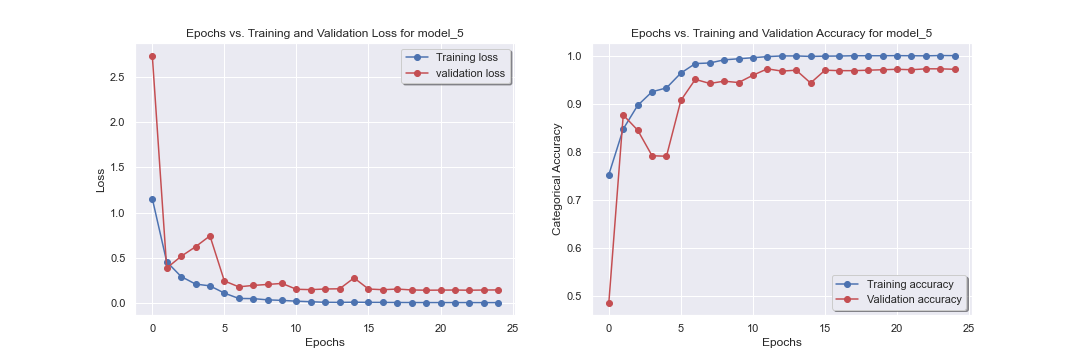 Epochs vs. Training and Validation Loss for model_5
Training loss
validation loss
Loss
2.5
2.0
1.5
1.0
0.5
0.0
0
5
10
15
20
25
Epochs
Epochs vs. Training and Validation Accuracy for model_5
Training accuracy
Validation accuracy
Categorical Accuracy
1.0
0.9
0.8
0.7
0.6
0.5
0
5
10
15
20
25
Epochs